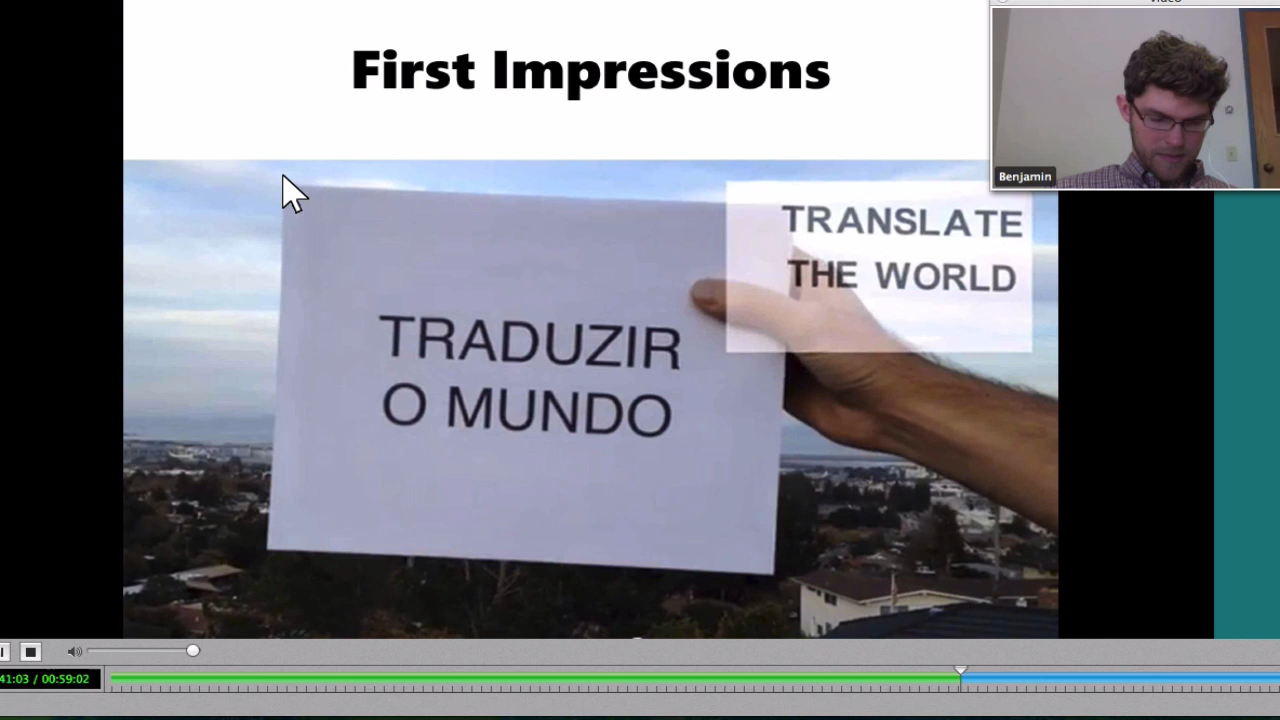 First Impressions
Benjamin
TRANSLATE
THE WORLD
TRADUZIR
O MUNDO
41:03 / 00:59:02